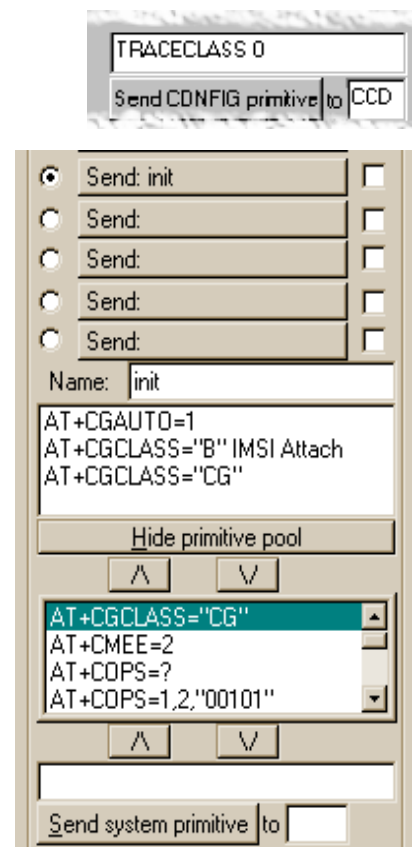 TRACECLASS 0
Send CONFIG primitive to CCD
Send: init
Send:
Send:
Send:
Send:
Name: init
AT+CGAUTO=1
AT+CGCLASS="B" IMSI Attach
AT+CGCLASS="CG"
Hide primitive pool
/\ \/
AT+CGCLASS="CG"
AT+CMEE=2
AT+COPS=?
AT+COPS=1,2,"00101"
/\ \/
Send system primitive to